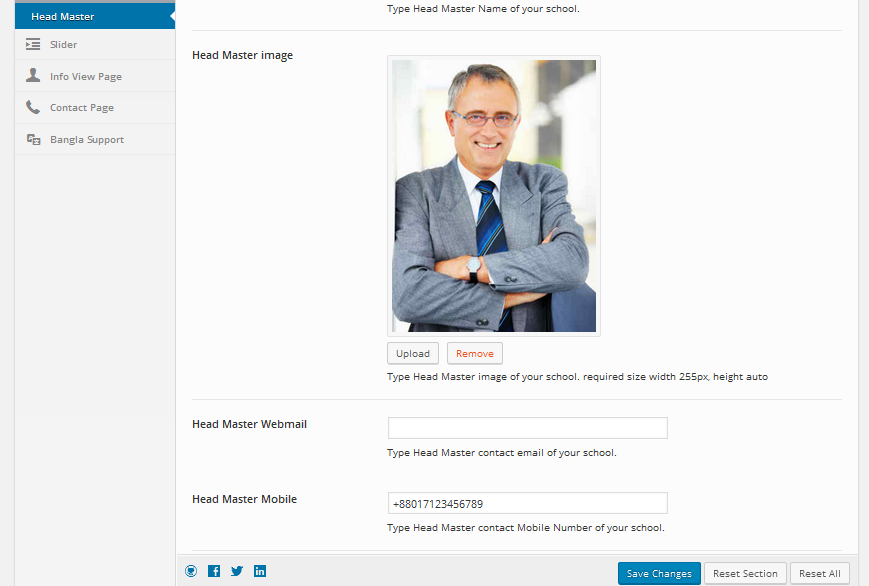 Head Master
Slider
Info View Page
Contact Page
Bangla Support
Type Head Master Name of your school.
Head Master image
Upload
Remove
Type Head Master image of your school. required size width 255px, height auto
Head Master Webmail
Type Head Master contact email of your school.
Head Master Mobile
+88017123456789
Type Head Master contact Mobile Number of your school.
Save Changes
Reset Section
Reset All